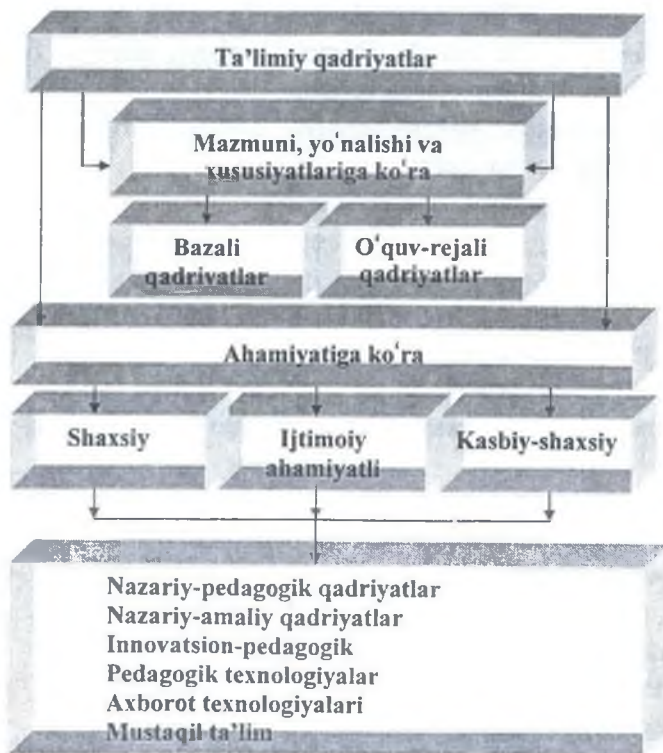 Ta'limiy qadriyatlar
Mazmuni, yo‘nalishi va
xususiyatlariga ko‘ra
Bazali
qadriyatlar
O‘quv-rejali
qadriyatlar
Ahamiyatiga ko‘ra
Shaxsiy
Ijtimoiy
ahamiyatli
Kasbiy-shaxsiy
Nazariy-pedagogik qadriyatlar
Nazariy-amaliy qadriyatlar
Innovatsion-pedagogik
Pedagogik texnologiyalar
Axborot texnologiyalari
Mustaqil ta'lim